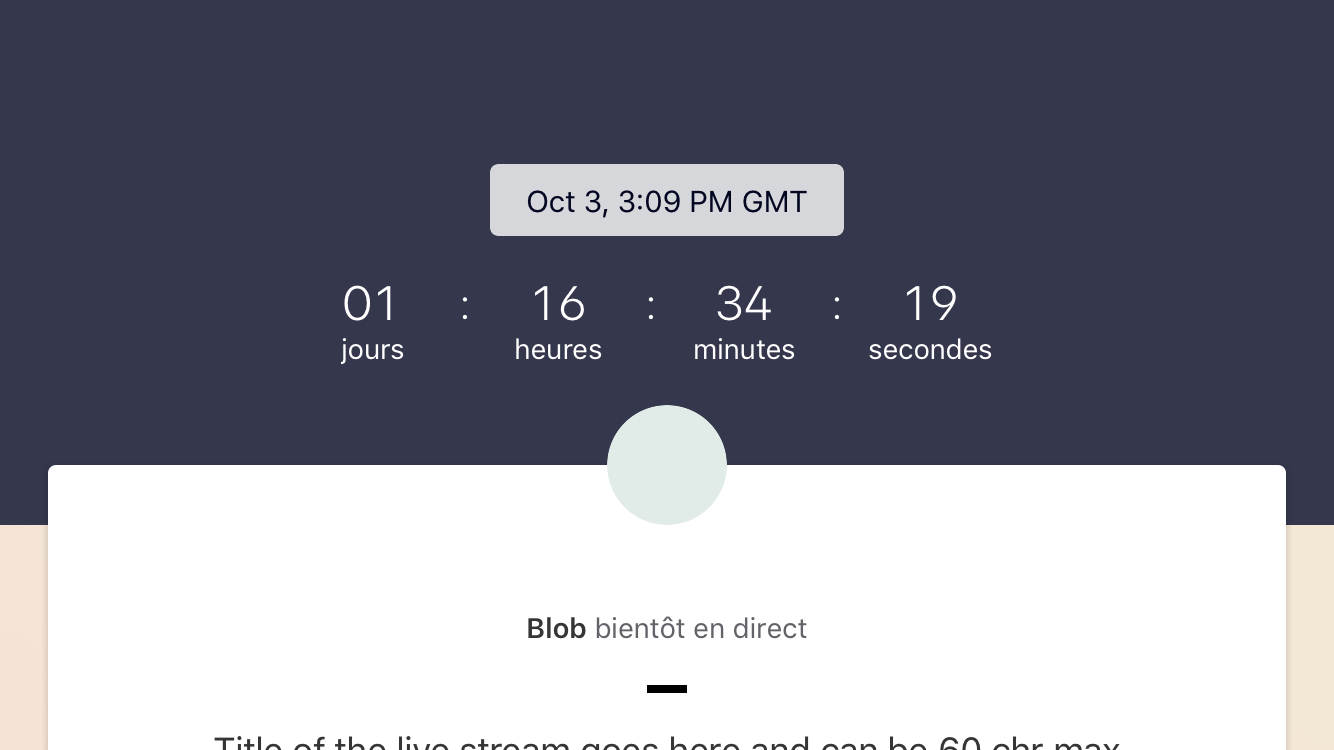 Oct 3, 3:09 PM GMT
01 : 16 : 34 : 19
jours heures minutes secondes
Blob bientôt en direct
Title of the live stream goes here and can be 60 chr max